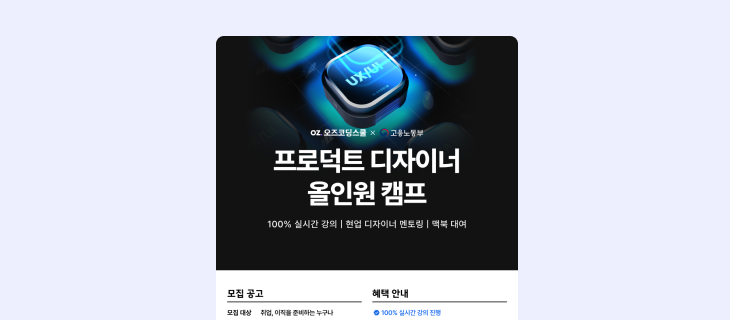 UX/UI
OZ. 오즈코딩스쿨 × 고용노동부
프로덕트 디자이너
올인원 캠프
100% 실시간 강의 | 현업 디자이너 멘토링 | 맥북 대여
모집 공고
모집 대상 취업, 이직을 준비하는 누구나
혜택 안내
100% 실시간 강의 진행